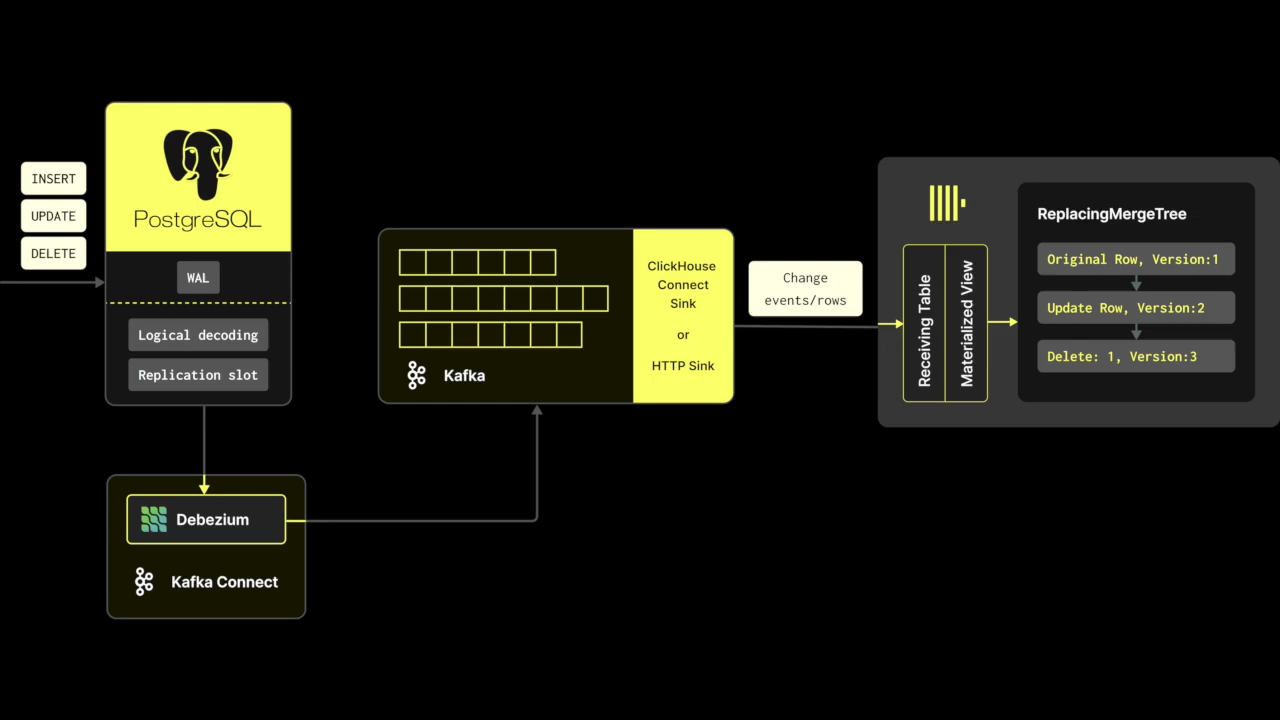 INSERT
UPDATE
DELETE
PostgreSQL
WAL
Logical decoding
Replication slot
Debezium
Kafka Connect
Kafka
ClickHouse
Connect
Sink
or
HTTP Sink
Change
events/rows
Receiving Table
Materialized View
ReplacingMergeTree
Original Row, Version:1
Update Row, Version:2
Delete: 1, Version:3